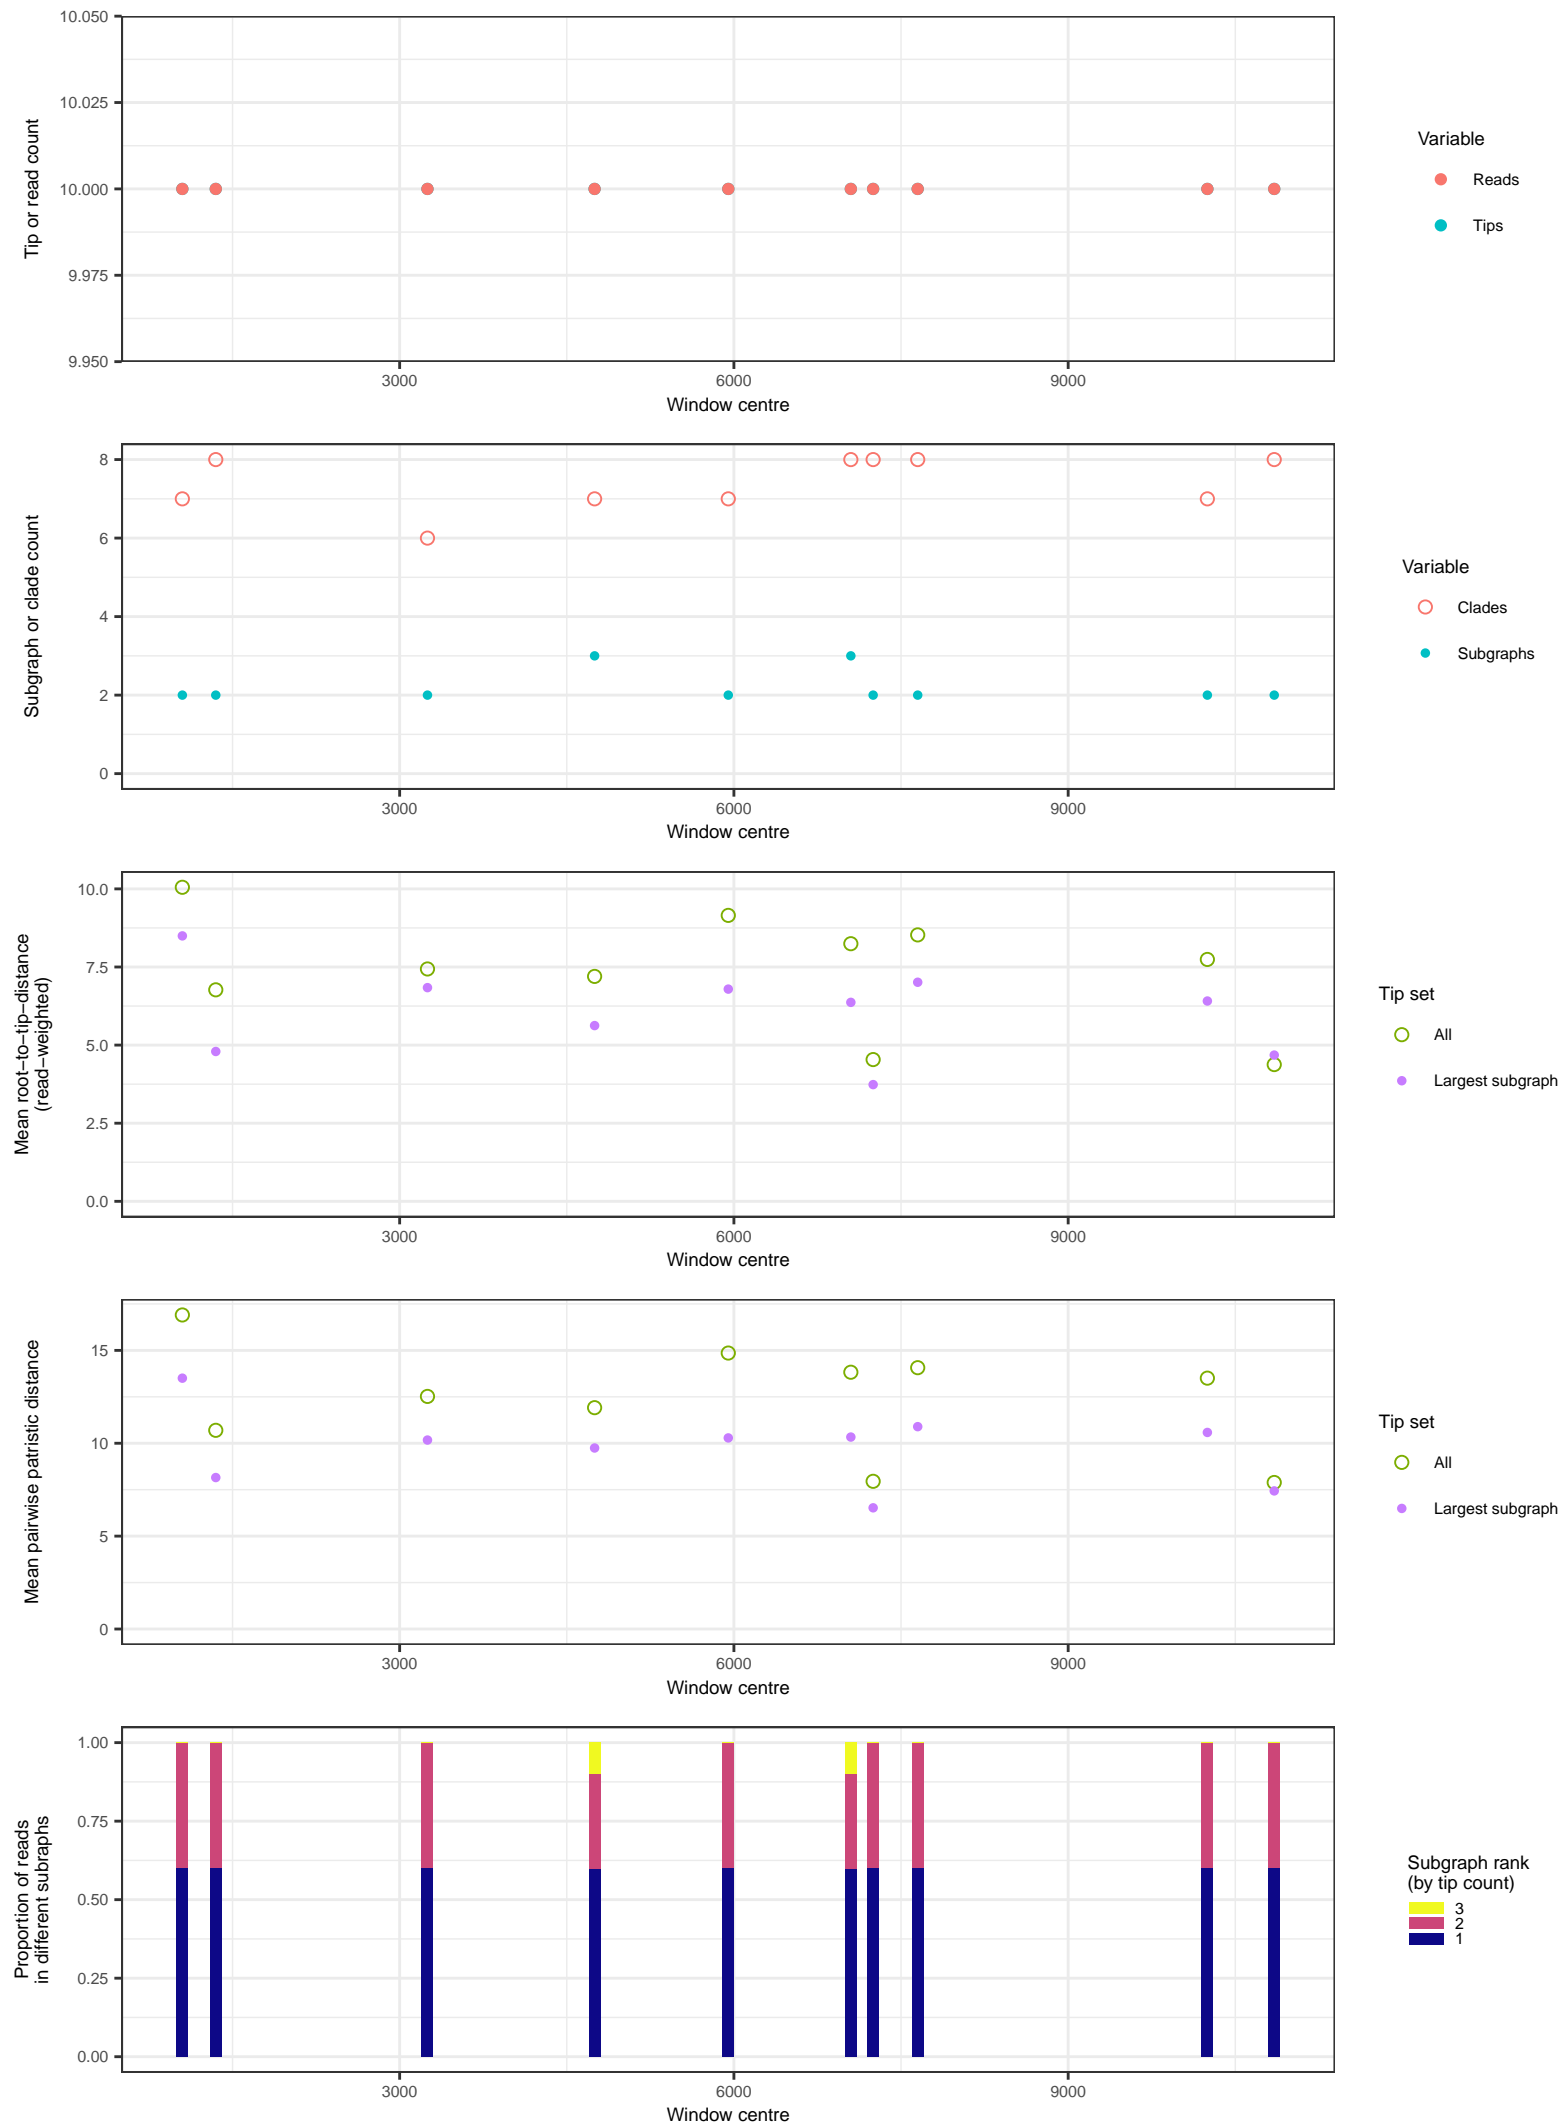 10.050
10.025
10.000
9.975
9.950
Tip or read count
3000 6000 9000
Window centre
Variable
Reads
Tips
8
6
4
2
0
Subgraph or clade count
3000 6000 9000
Window centre
Variable
Clades
Subgraphs
10.0
7.5
5.0
2.5
0.0
Mean root−to−tip−distance
(read−weighted)
3000 6000 9000
Window centre
Tip set
All
Largest subgraph
15
10
5
0
Mean pairwise patristic distance
3000 6000 9000
Window centre
Tip set
All
Largest subgraph
1.00
0.75
0.50
0.25
0.00
Proportion of reads
in different subraphs
3000 6000 9000
Window centre
Subgraph rank
(by tip count)
3
2
1